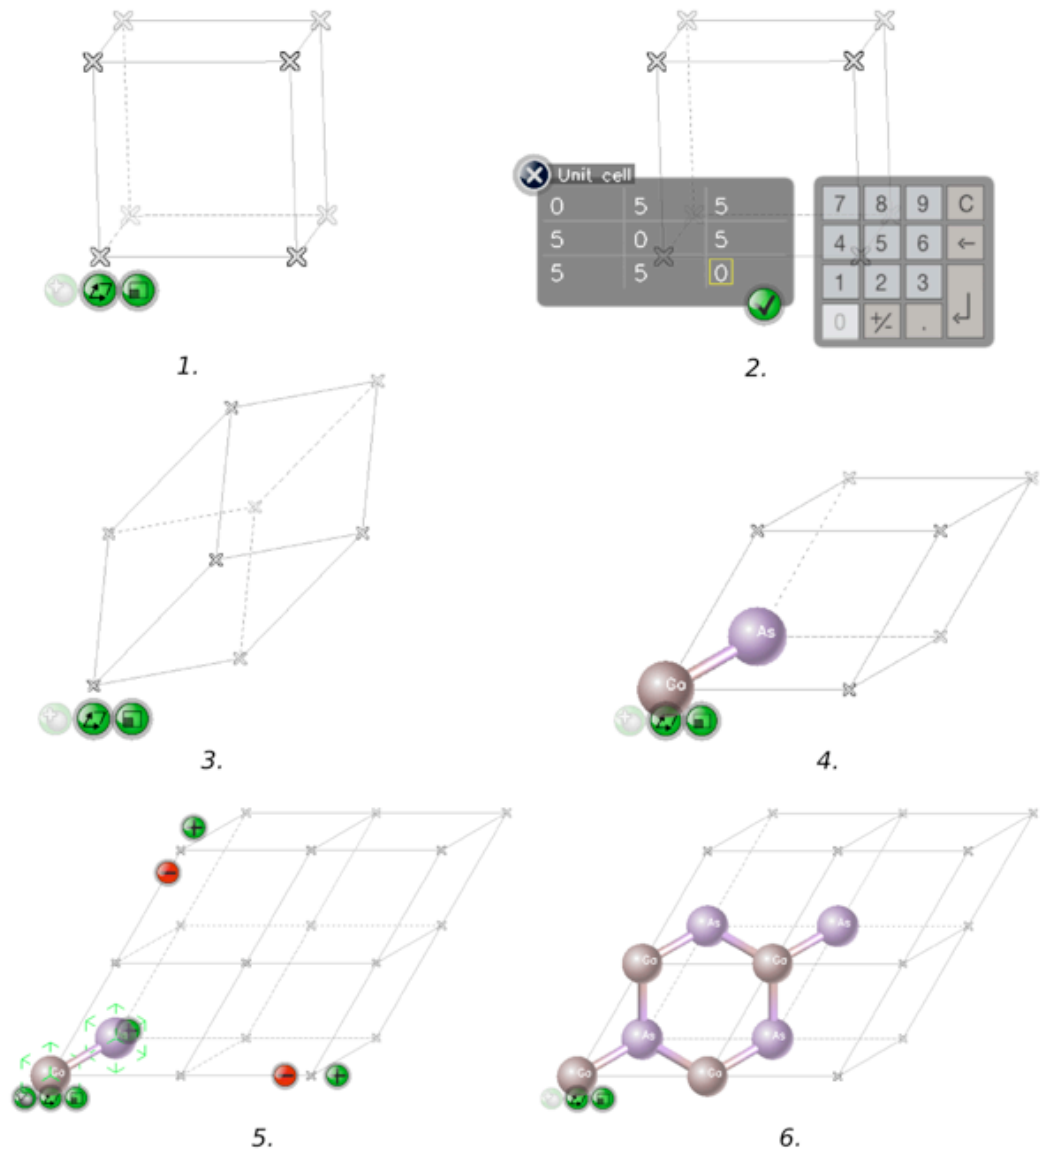 Unit cell
0 5 5
5 0 5
5 5 0
7 8 9 C
4 5 6 ←
1 2 3
0 +/- . ↵
1.
2.
As
Ga
3.
4.
Ga
As As
Ga Ga
As As
Ga Ga
5.
6.